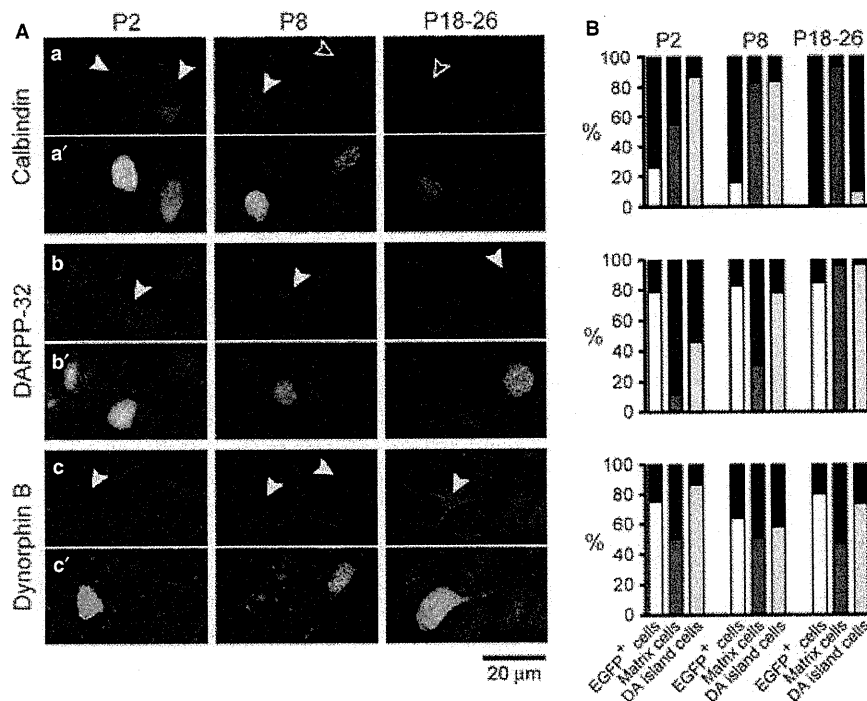 A
P2
P8
P18-26
a
Calbindin
a′
b
DARPP-32
b′
c
Dynorphin B
c′
20 µm
B
P2
P8
P18-26
100
80
60
40
20
0
%
100
80
60
40
20
0
%
100
80
60
40
20
0
%
EGFP+ cells
Matrix cells
DA island cells
EGFP+ cells
Matrix cells
DA island cells
EGFP+ cells
Matrix cells
DA island cells